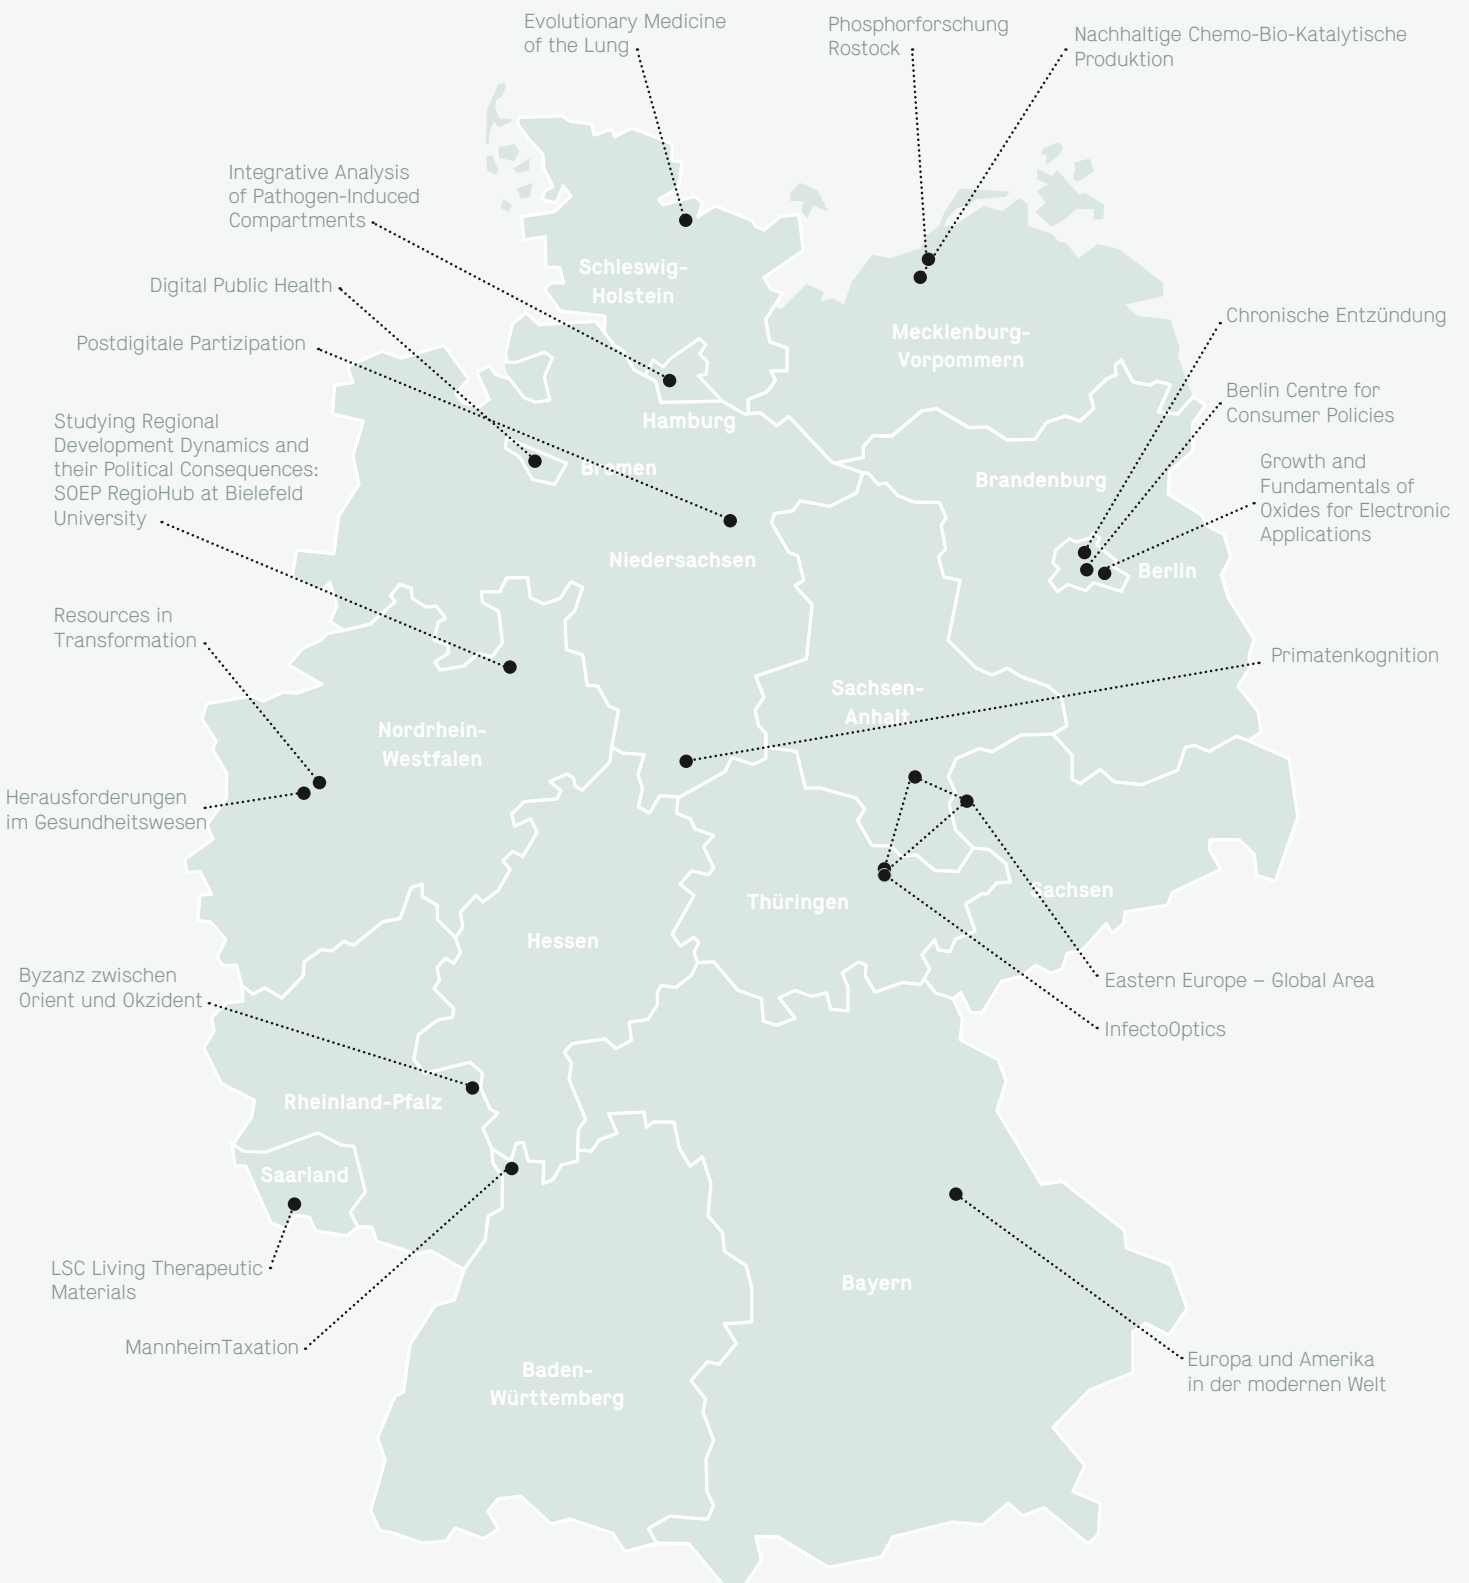 Evolutionary Medicine
of the Lung
Phosphorforschung
Rostock
Nachhaltige Chemo-Bio-Katalytische
Produktion
Integrative Analysis
of Pathogen-Induced
Compartments
Schleswig-
Holstein
Digital Public Health
Chronische Entzündung
Mecklenburg-
Vorpommern
Postdigitale Partizipation
Berlin Centre for
Consumer Policies
Studying Regional
Development Dynamics and
their Political Consequences:
SOEP RegioHub at Bielefeld
University
Hamburg
Bremen
Brandenburg
Growth and
Fundamentals of
Oxides for Electronic
Applications
Niedersachsen
Berlin
Resources in
Transformation
Primatenkognition
Sachsen-
Anhalt
Nordrhein-
Westfalen
Herausforderungen
im Gesundheitswesen
Thüringen
Sachsen
Hessen
Byzanz zwischen
Orient und Okzident
Eastern Europe – Global Area
InfectoOptics
Rheinland-Pfalz
Saarland
LSC Living Therapeutic
Materials
Bayern
MannheimTaxation
Europa und Amerika
in der modernen Welt
Baden-
Württemberg